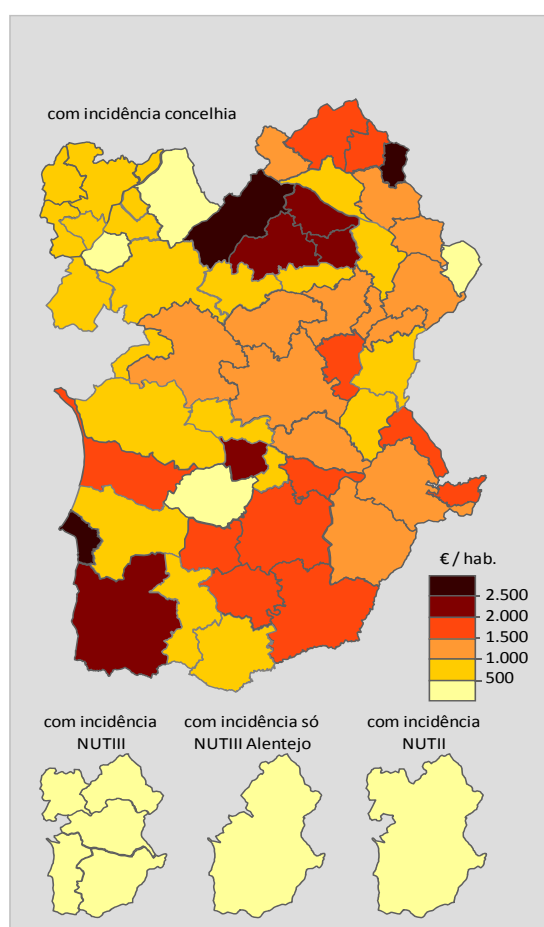 com incidência concelhia
€ / hab.
2.500
2.000
1.500
1.000
500
com incidência
NUTIII
com incidência só
NUTIII Alentejo
com incidência
NUTII